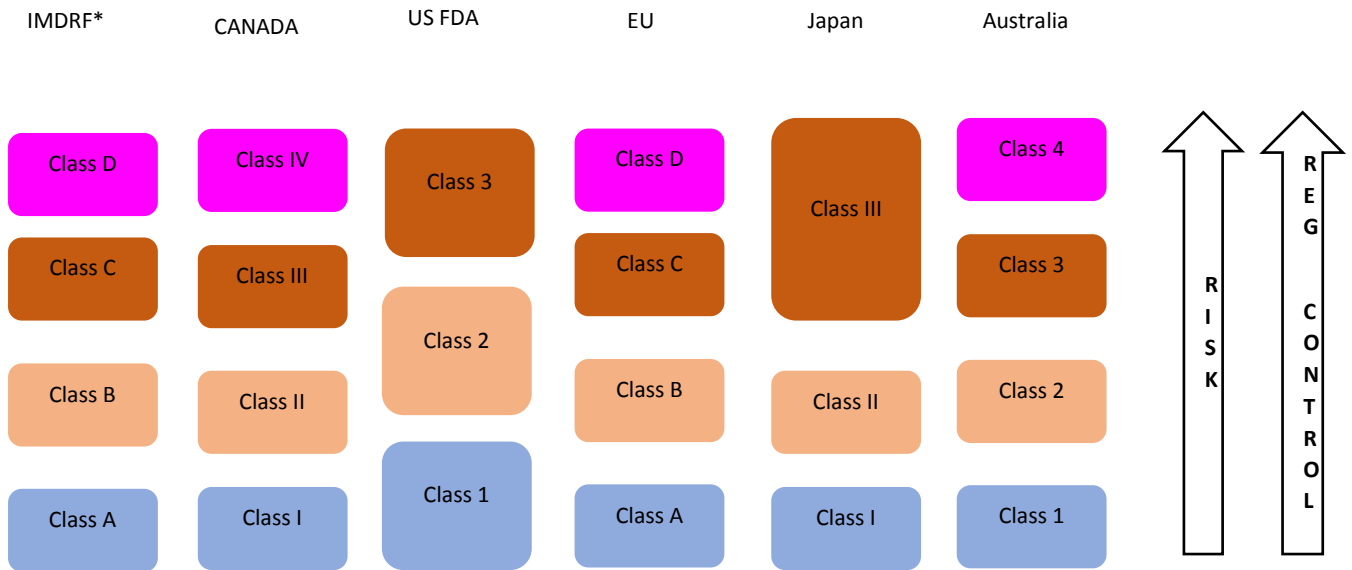 IMDRF*
CANADA
US FDA
EU
Japan
Australia
Class D
Class IV
Class 3
Class D
Class III
Class 4
Class C
Class III
Class 2
Class C
Class 3
Class B
Class II
Class 1
Class B
Class II
Class 2
Class A
Class I
Class A
Class I
Class 1
RISK
REG CONTROL